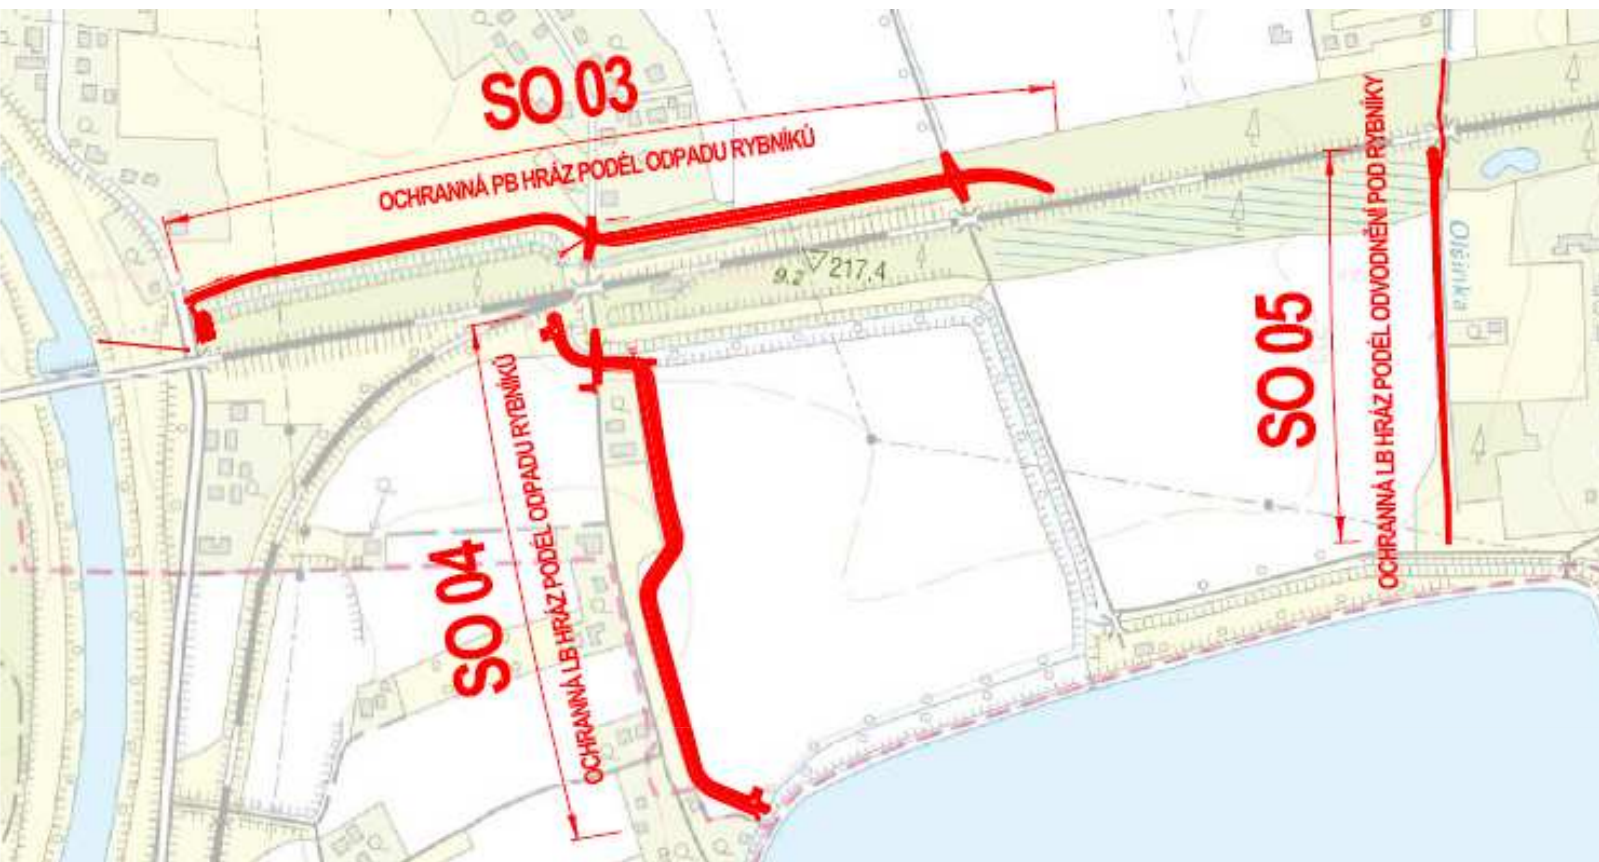 SO 03
OCHRANNÁ PB HRÁZ PODÉL ODPADU RYBNÍKŮ
9,2
217,4
SO 04
OCHRANNÁ LB HRÁZ PODÉL ODPADU RYBNÍKŮ
SO 05
OCHRANNÁ LB HRÁZ PODÉL ODVODNĚNÍ POD RYBNÍKY
Olšinka